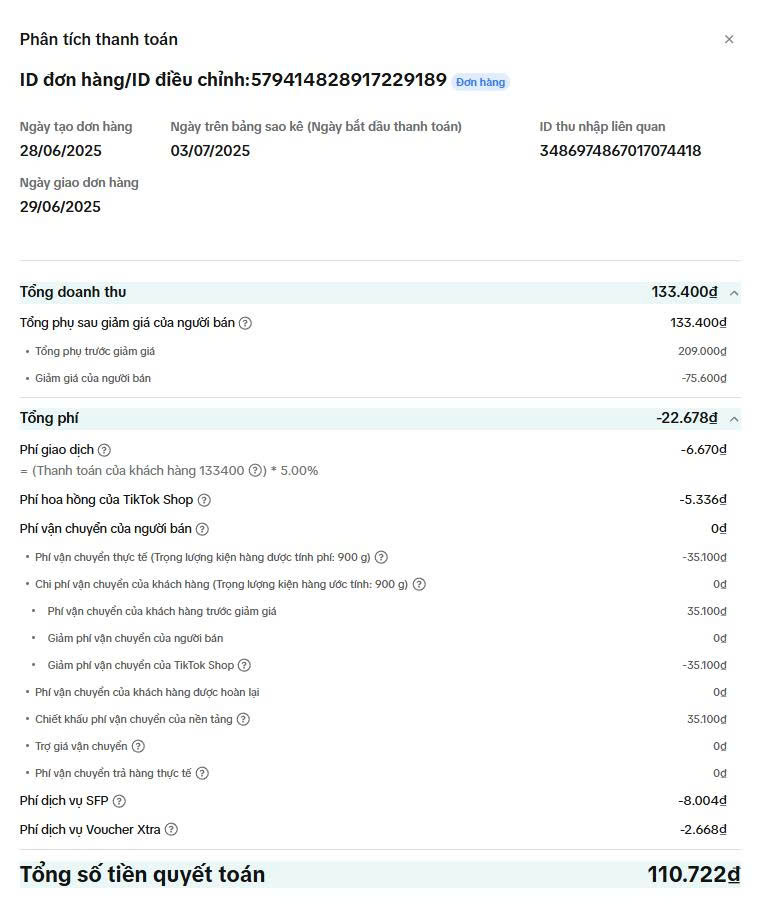 Phân tích thanh toán
ID đơn hàng/ID điều chỉnh:579414828917229189 Đơn hàng
Ngày tạo đơn hàng Ngày trên bảng sao kê (Ngày bắt đầu thanh toán) ID thu nhập liên quan
28/06/2025 03/07/2025 3486974867017074418
Ngày giao đơn hàng
29/06/2025
Tổng doanh thu 133.400₫
Tổng phụ sau giảm giá của người bán ? 133.400₫
• Tổng phụ trước giảm giá 209.000₫
• Giảm giá của người bán -75.600₫
Tổng phí -22.678₫
Phí giao dịch ? -6.670₫
= (Thanh toán của khách hàng 133400 ?) * 5.00%
Phí hoa hồng của TikTok Shop ? -5.336₫
Phí vận chuyển của người bán ? 0₫
• Phí vận chuyển thực tế (Trọng lượng kiện hàng được tính phí: 900 g) ? -35.100₫
• Chi phí vận chuyển của khách hàng (Trọng lượng kiện hàng ước tính: 900 g) ? 0₫
• Phí vận chuyển của khách hàng trước giảm giá 35.100₫
• Giảm phí vận chuyển của người bán 0₫
• Giảm phí vận chuyển của TikTok Shop ? -35.100₫
• Phí vận chuyển của khách hàng được hoàn lại 0₫
• Chiết khấu phí vận chuyển của nền tảng ? 35.100₫
• Trợ giá vận chuyển ? 0₫
• Phí vận chuyển trả hàng thực tế ? 0₫
Phí dịch vụ SFP ? -8.004₫
Phí dịch vụ Voucher Xtra ? -2.668₫
Tổng số tiền quyết toán 110.722₫